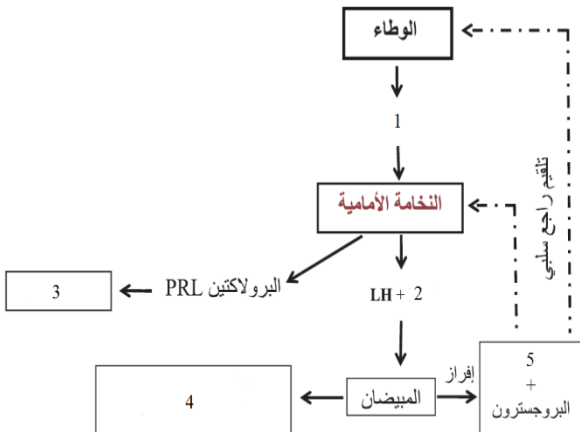 الوطاء
1
النخامة الأمامية
تلقيم راجع سلبي
3
البرولاكتين PRL
LH + 2
4
المبيضان
إفراز
5
+
البروجسترون